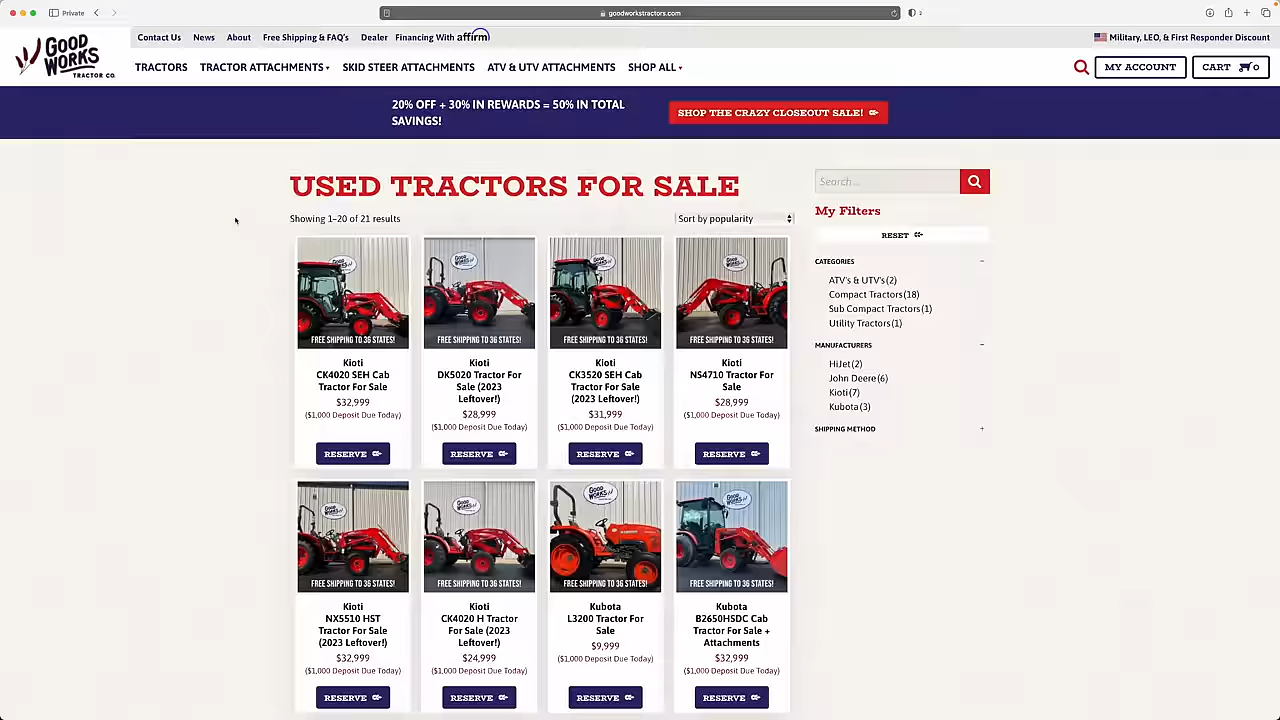 Private
goodworkstractors.com
2
GOOD
WORKS
TRACTOR CO.
Contact Us
News
About
Free Shipping & FAQ's
Dealer
Financing With affirm
Military, LEO, & First Responder Discount
TRACTORS
TRACTOR ATTACHMENTS
SKID STEER ATTACHMENTS
ATV & UTV ATTACHMENTS
SHOP ALL
MY ACCOUNT
CART 0
20% OFF + 30% IN REWARDS = 50% IN TOTAL
SAVINGS!
SHOP THE CRAZY CLOSEOUT SALE!
USED TRACTORS FOR SALE
Showing 1–20 of 21 results
Sort by popularity
FREE SHIPPING TO 36 STATES!
Kioti
CK4020 SEH Cab
Tractor For Sale
$32,999
($1,000 Deposit Due Today)
RESERVE
FREE SHIPPING TO 36 STATES!
Kioti
DK5020 Tractor For
Sale (2023
Leftover!)
$28,999
($1,000 Deposit Due Today)
RESERVE
FREE SHIPPING TO 36 STATES!
Kioti
CK3520 SEH Cab
Tractor For Sale
(2023 Leftover!)
$31,999
($1,000 Deposit Due Today)
RESERVE
FREE SHIPPING TO 36 STATES!
Kioti
NS4710 Tractor For
Sale
$28,999
($1,000 Deposit Due Today)
RESERVE
FREE SHIPPING TO 36 STATES!
Kioti
NX5510 HST
Tractor For Sale
(2023 Leftover!)
$32,999
($1,000 Deposit Due Today)
RESERVE
FREE SHIPPING TO 36 STATES!
Kioti
CK4020 H Tractor
For Sale (2023
Leftover!)
$24,999
($1,000 Deposit Due Today)
RESERVE
GOOD
WORKS
FREE SHIPPING TO 36 STATES!
Kubota
L3200 Tractor For
Sale
$9,999
($1,000 Deposit Due Today)
RESERVE
FREE SHIPPING TO 36 STATES!
Kubota
B2650HSDC Cab
Tractor For Sale +
Attachments
$32,999
($1,000 Deposit Due Today)
RESERVE
Search …
My Filters
RESET
CATEGORIES
ATV's & UTV's (2)
Compact Tractors (18)
Sub Compact Tractors (1)
Utility Tractors (1)
MANUFACTURERS
HiJet (2)
John Deere (6)
Kioti (7)
Kubota (3)
SHIPPING METHOD